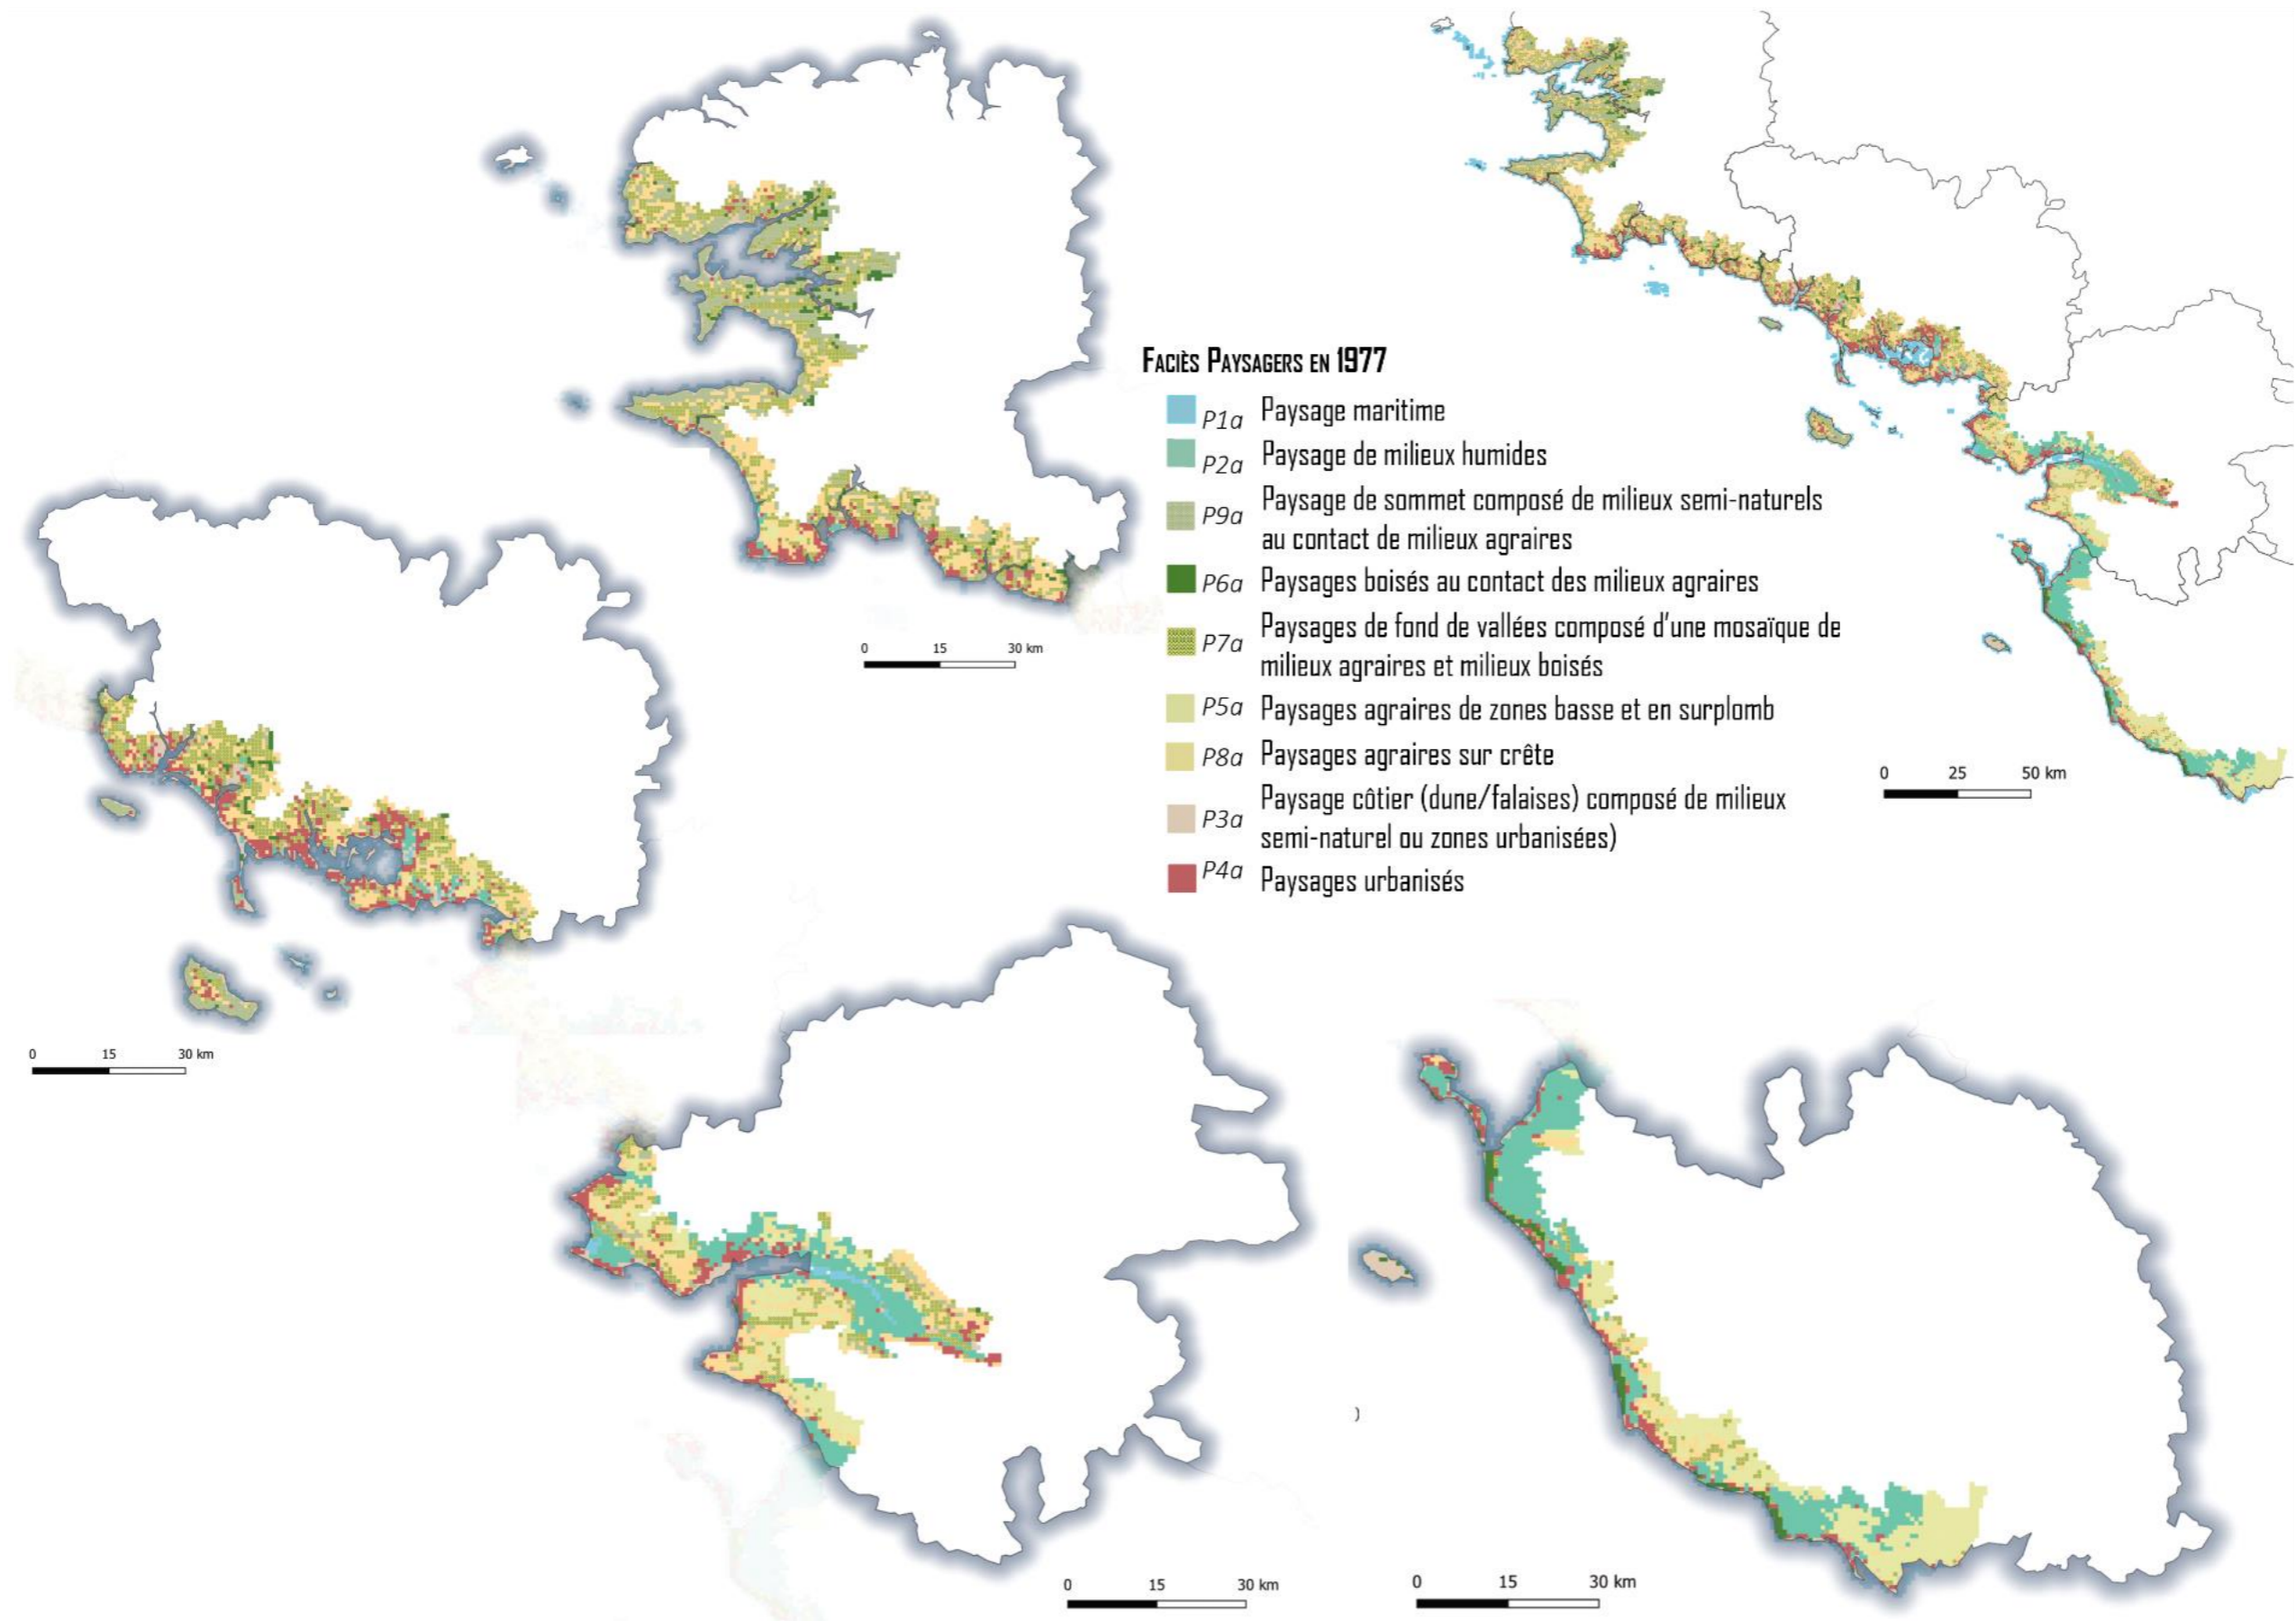 FACIÈS PAYSAGERS EN 1977
P1a Paysage maritime
P2a Paysage de milieux humides
P9a Paysage de sommet composé de milieux semi-naturels
au contact de milieux agraires
P6a Paysages boisés au contact des milieux agraires
P7a Paysages de fond de vallées composé d'une mosaïque de
milieux agraires et milieux boisés
P5a Paysages agraires de zones basse et en surplomb
P8a Paysages agraires sur crête
P3a Paysage côtier (dune/falaises) composé de milieux
semi-naturel ou zones urbanisées)
P4a Paysages urbanisés
0 15 30 km
0 25 50 km
0 15 30 km
0 15 30 km
0 15 30 km
)